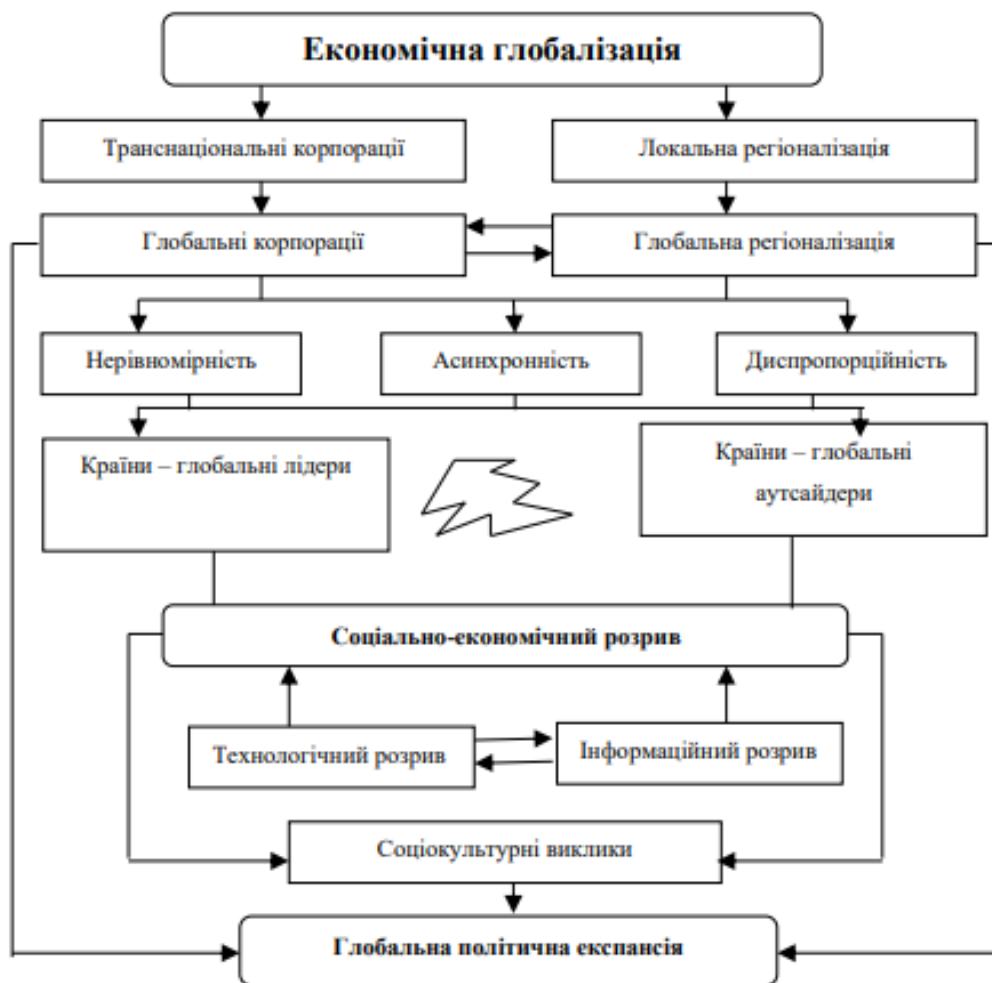 Економічна глобалізація
Транснаціональні корпорації
Локальна регіоналізація
Глобальні корпорації
Глобальна регіоналізація
Нерівномірність
Асинхронність
Диспропорційність
Країни – глобальні лідери
Країни – глобальні
аутсайдери
Соціально-економічний розрив
Технологічний розрив
Інформаційний розрив
Соціокультурні виклики
Глобальна політична експансія